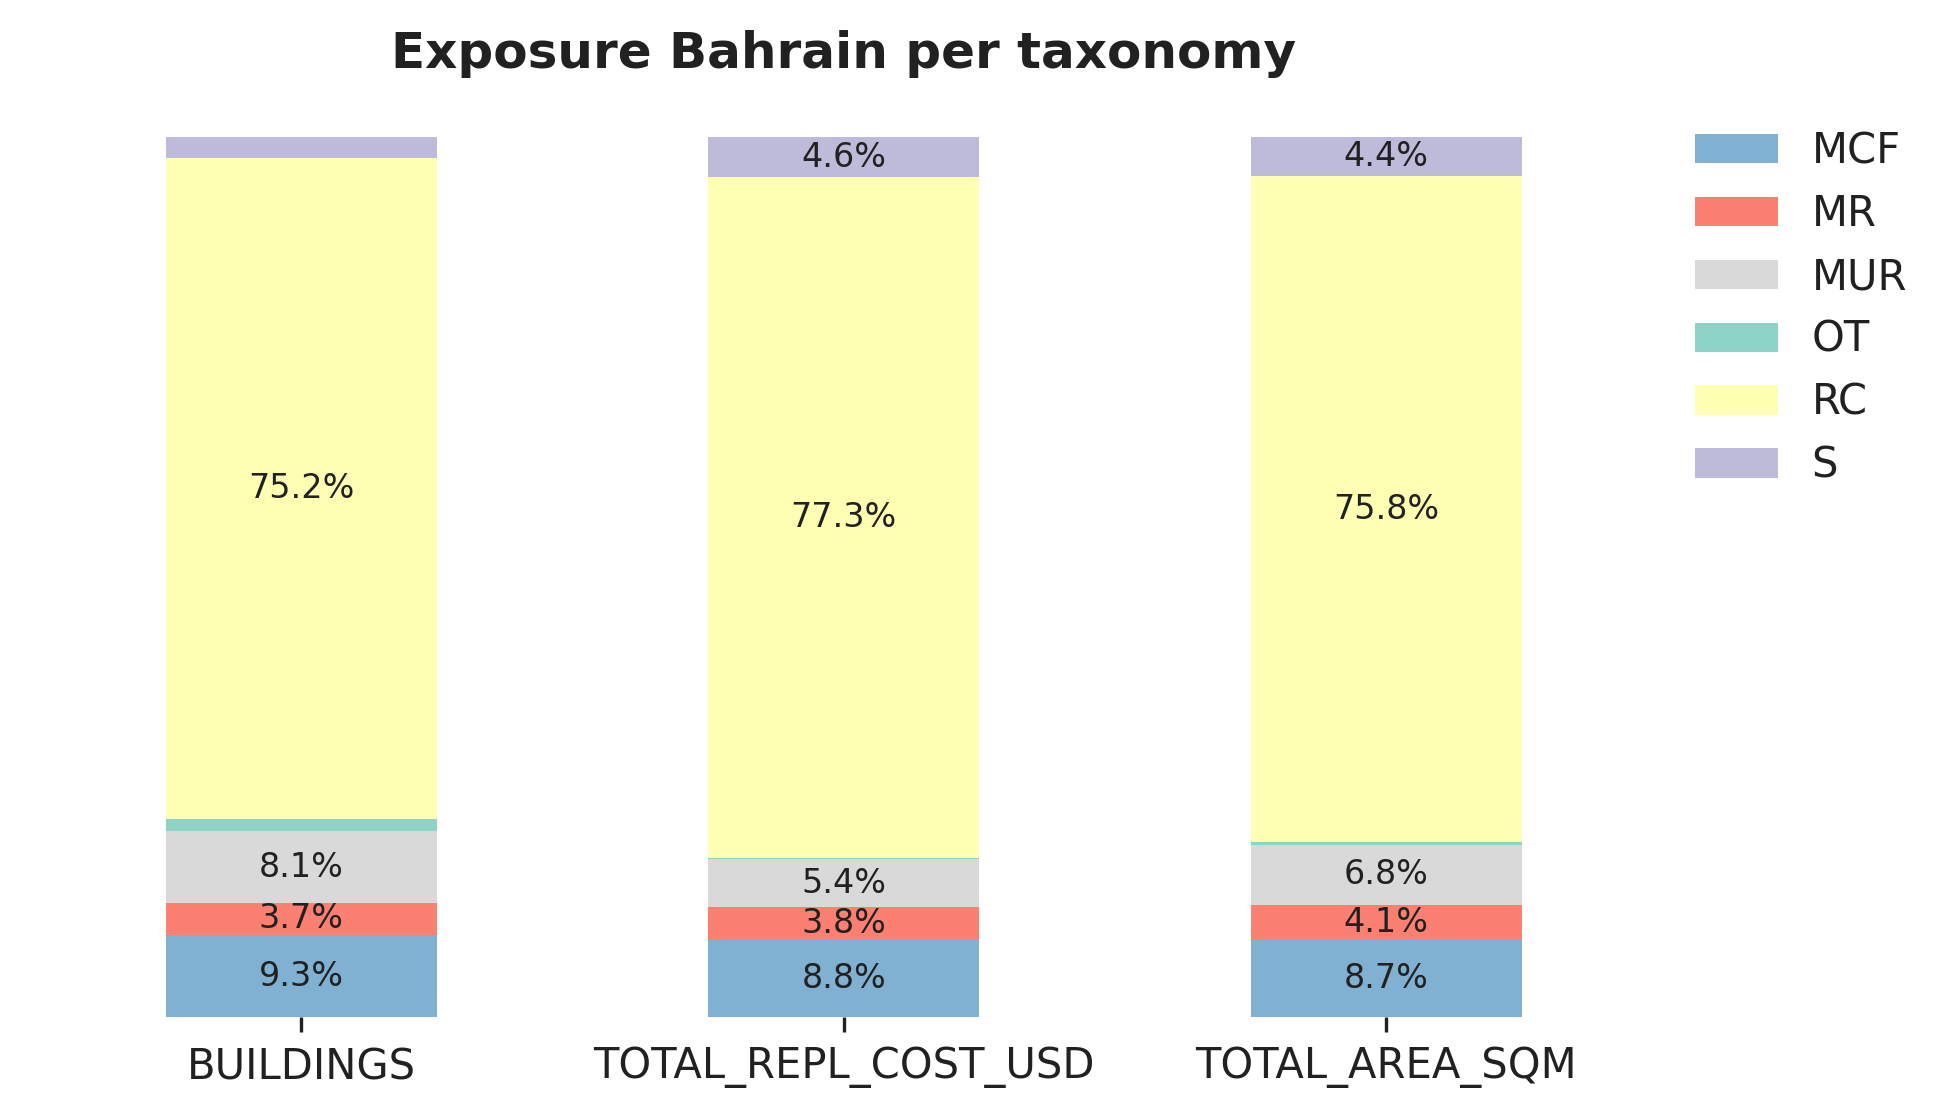 Exposure Bahrain per taxonomy
4.6%
4.4%
75.2%
77.3%
75.8%
8.1%
5.4%
6.8%
3.7%
3.8%
4.1%
9.3%
8.8%
8.7%
BUILDINGS
TOTAL_REPL_COST_USD
TOTAL_AREA_SQM
MCF
MR
MUR
OT
RC
S